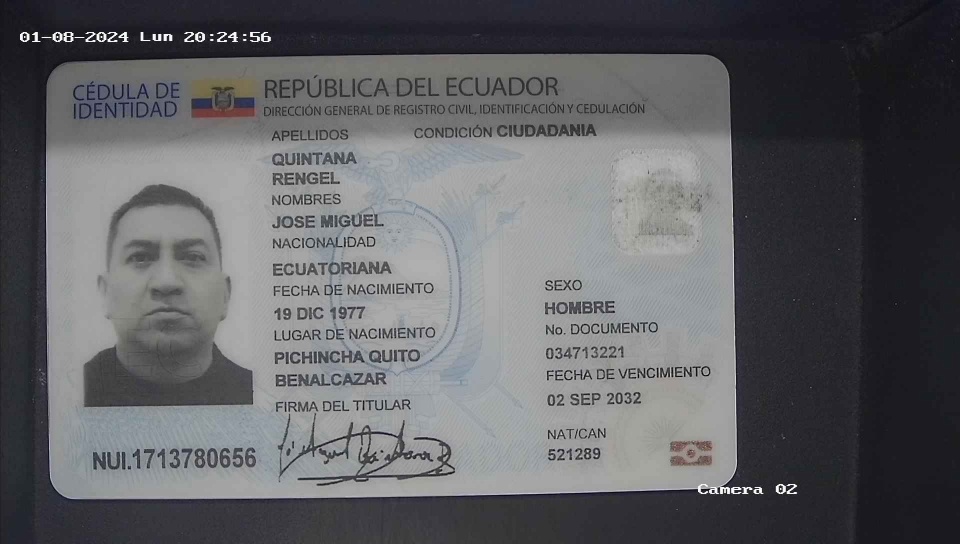 01-08-2024 Lun 20:24:56
CÉDULA DE
IDENTIDAD
REPÚBLICA DEL ECUADOR
DIRECCIÓN GENERAL DE REGISTRO CIVIL, IDENTIFICACIÓN Y CEDULACIÓN
APELLIDOS
CONDICIÓN CIUDADANIA
QUINTANA
RENGEL
NOMBRES
JOSE MIGUEL
NACIONALIDAD
ECUATORIANA
FECHA DE NACIMIENTO
19 DIC 1977
LUGAR DE NACIMIENTO
PICHINCHA QUITO
BENALCAZAR
FIRMA DEL TITULAR
SEXO
HOMBRE
No. DOCUMENTO
034713221
FECHA DE VENCIMIENTO
02 SEP 2032
NAT/CAN
521289
NUI.1713780656
Camera 02